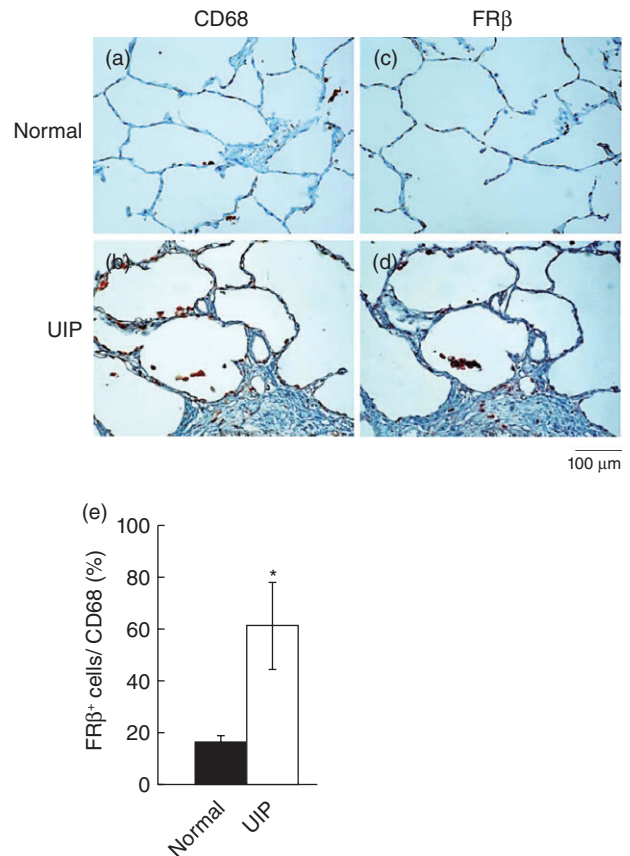 CD68 FRβ
Normal
(a) (c)
UIP
(b) (d)
100 μm
(e)
FRβ⁺ cells/ CD68 (%)
100
80
60
40
20
0
*
Normal UIP